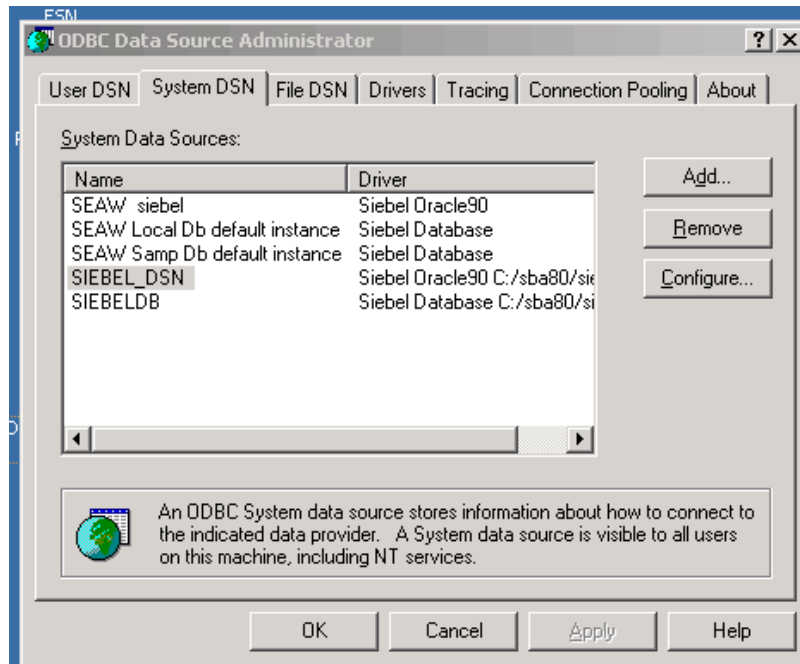 ESN
ODBC Data Source Administrator
User DSN System DSN File DSN Drivers Tracing Connection Pooling About
System Data Sources:
Name Driver
SEAW siebel Siebel Oracle90
SEAW Local Db default instance Siebel Database
SEAW Samp Db default instance Siebel Database
SIEBEL_DSN Siebel Oracle90 C:/sba80/sie
SIEBELDB Siebel Database C:/sba80/si
Add...
Remove
Configure...
An ODBC System data source stores information about how to connect to
the indicated data provider. A System data source is visible to all users
on this machine, including NT services.
OK Cancel Apply Help